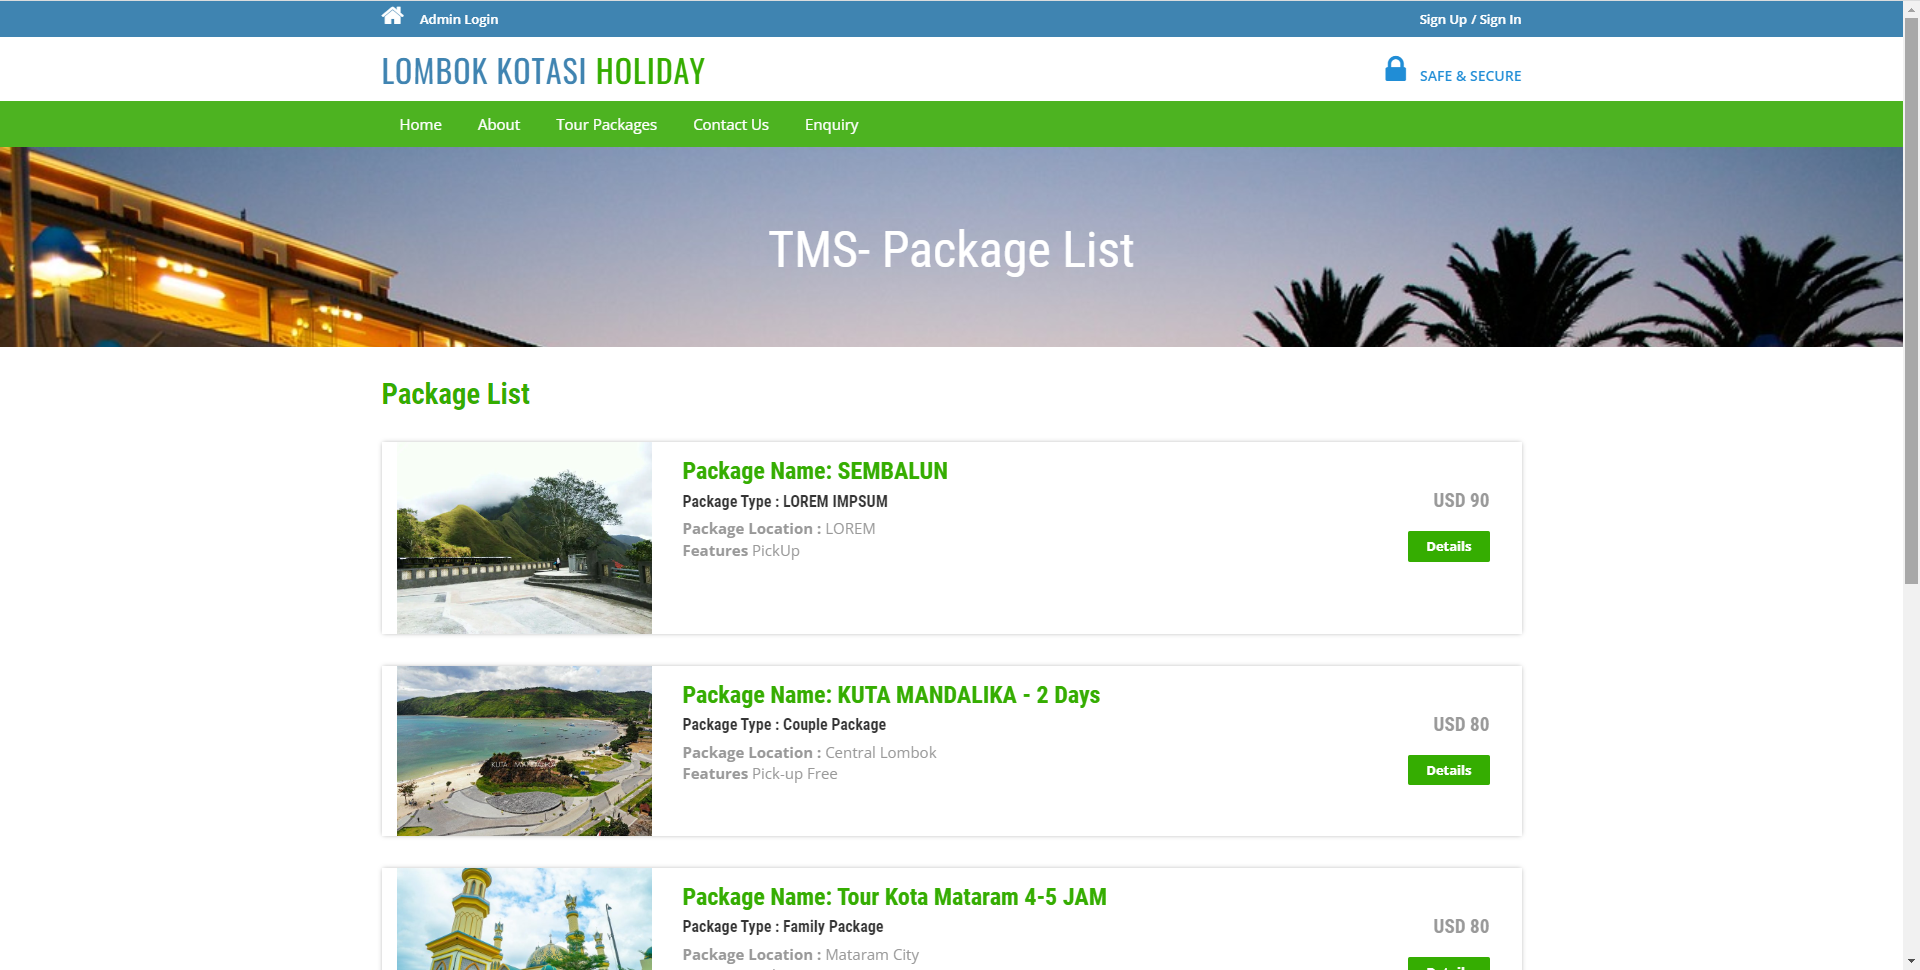 Admin Login
Sign Up / Sign In
LOMBOK KOTASI HOLIDAY
SAFE & SECURE
Home About Tour Packages Contact Us Enquiry
TMS- Package List
Package List
Package Name: SEMBALUN
Package Type : LOREM IMPSUM
USD 90
Package Location : LOREM
Features PickUp
Details
Package Name: KUTA MANDALIKA - 2 Days
Package Type : Couple Package
USD 80
Package Location : Central Lombok
Features Pick-up Free
Details
KUTA MANDALIKA
Package Name: Tour Kota Mataram 4-5 JAM
Package Type : Family Package
USD 80
Package Location : Mataram City